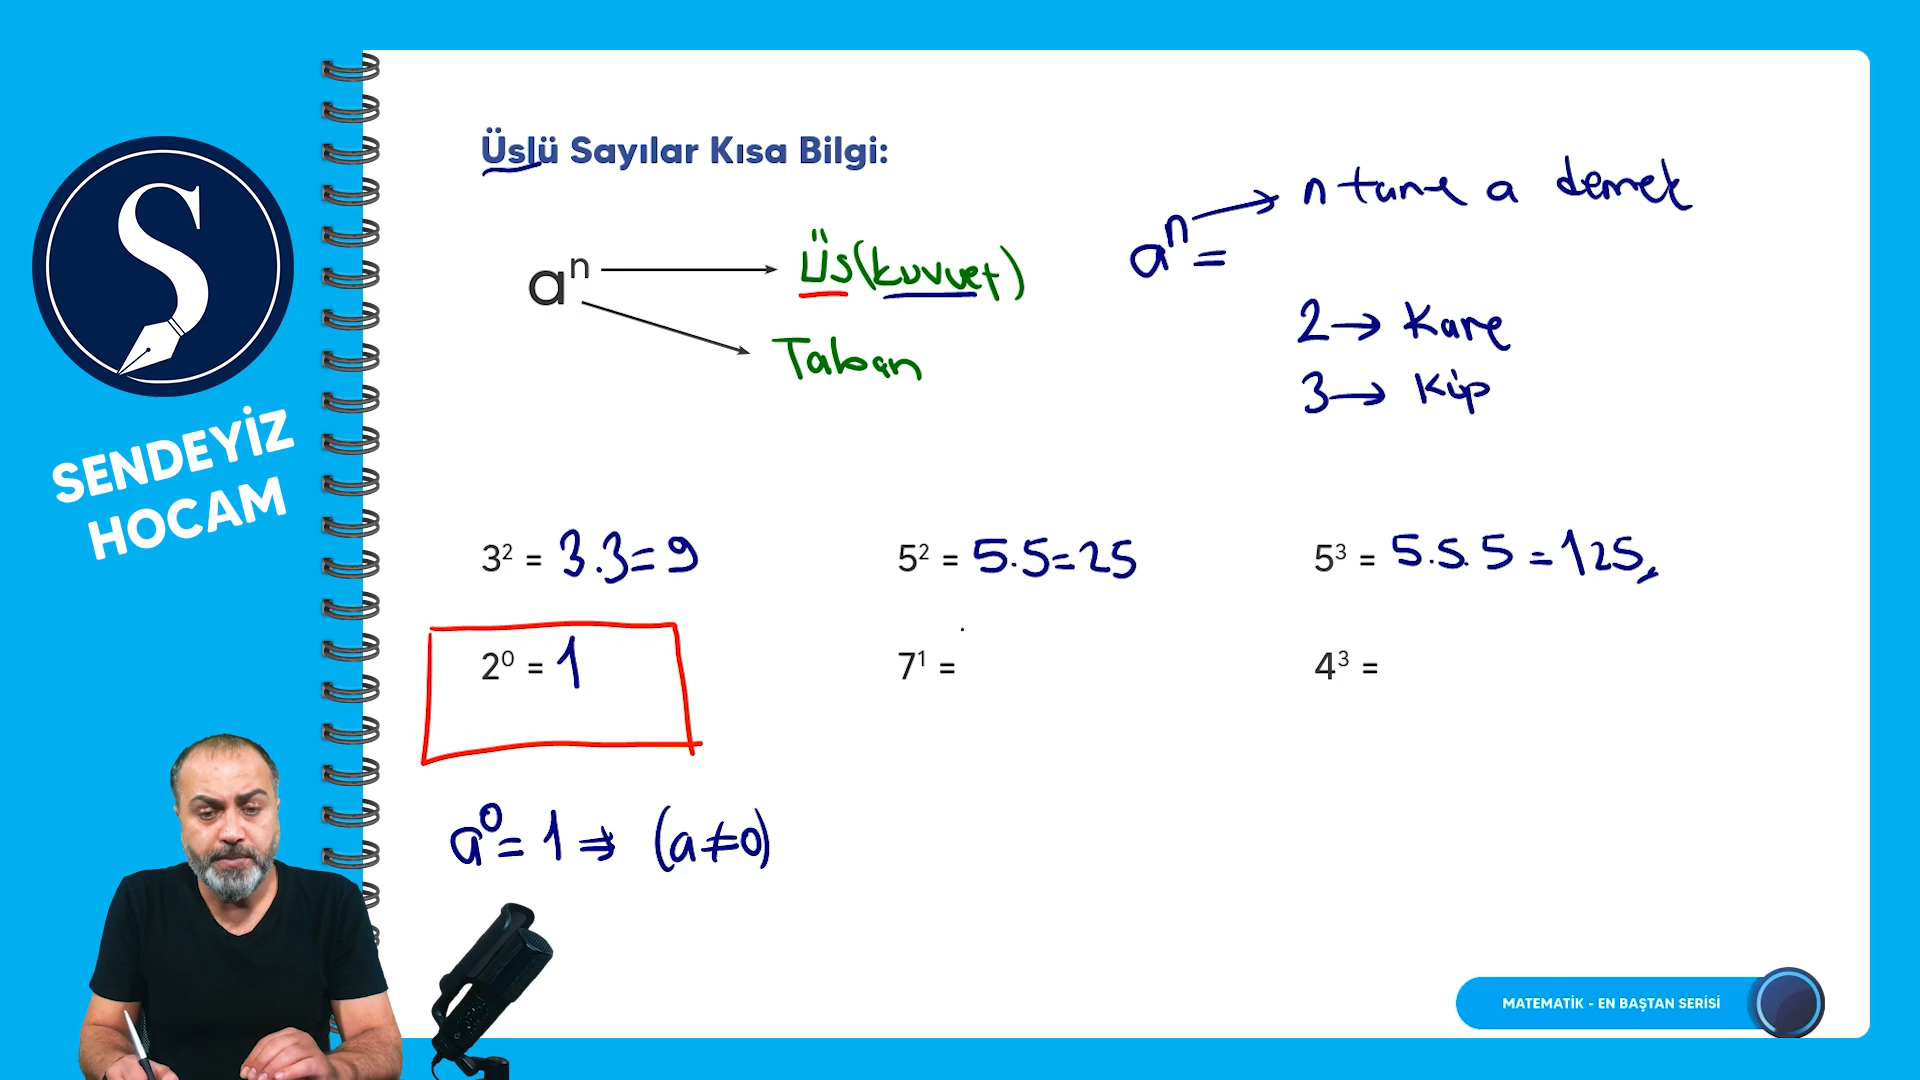 SENDEYİZ
HOCAM
Üslü Sayılar Kısa Bilgi:
aⁿ
Üs(kuvvet)
Taban
aⁿ =
n tane a demek
2 → Kare
3 → Küp
3² = 3.3=9
5² = 5.5=25
5³ = 5.5.5=125
2⁰ = 1
7¹ =
4³ =
a⁰ = 1 ⇒ (a≠0)
MATEMATİK - EN BAŞTAN SERİSİ